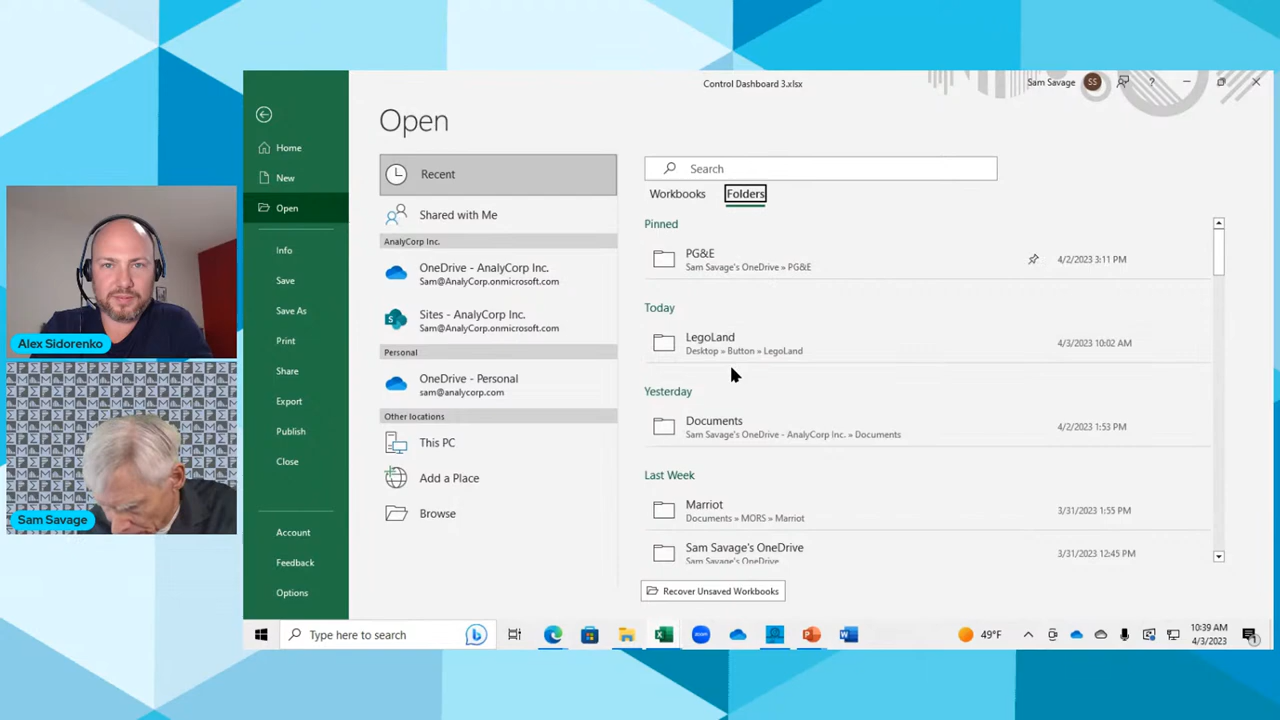 Control Dashboard 3.xlsx
Sam Savage
SS
?
Open
Home
New
Open
Info
Save
Save As
Print
Share
Export
Publish
Close
Account
Feedback
Options
Recent
Shared with Me
AnalyCorp Inc.
OneDrive - AnalyCorp Inc.
Sam@AnalyCorp.onmicrosoft.com
Sites - AnalyCorp Inc.
Sam@AnalyCorp.onmicrosoft.com
Personal
OneDrive - Personal
sam@analycorp.com
Other locations
This PC
Add a Place
Browse
Search
Workbooks
Folders
Pinned
PG&E
Sam Savage's OneDrive » PG&E
4/2/2023 3:11 PM
Today
LegoLand
Desktop » Button » LegoLand
4/3/2023 10:02 AM
Yesterday
Documents
Sam Savage's OneDrive - AnalyCorp Inc. » Documents
4/2/2023 1:53 PM
Last Week
Marriot
Documents » MORS » Marriot
3/31/2023 1:55 PM
Sam Savage's OneDrive
Sam Savage's OneDrive
3/31/2023 12:45 PM
Recover Unsaved Workbooks
Alex Sidorenko
Sam Savage
Type here to search
zoom
49°F
10:39 AM
4/3/2023
1